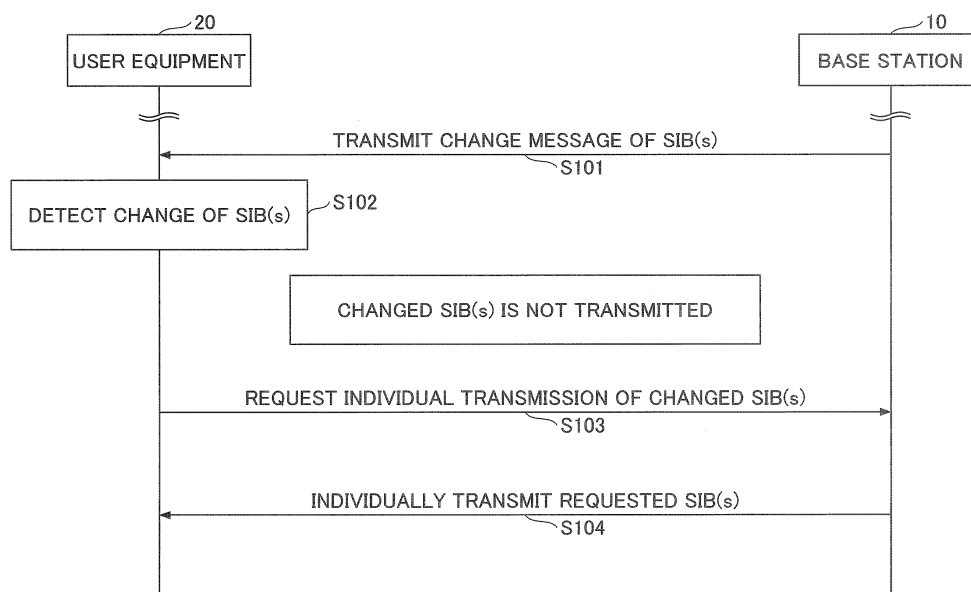 20
10
USER EQUIPMENT
BASE STATION
TRANSMIT CHANGE MESSAGE OF SIB(s)
S101
DETECT CHANGE OF SIB(s)
S102
CHANGED SIB(s) IS NOT TRANSMITTED
REQUEST INDIVIDUAL TRANSMISSION OF CHANGED SIB(s)
S103
INDIVIDUALLY TRANSMIT REQUESTED SIB(s)
S104